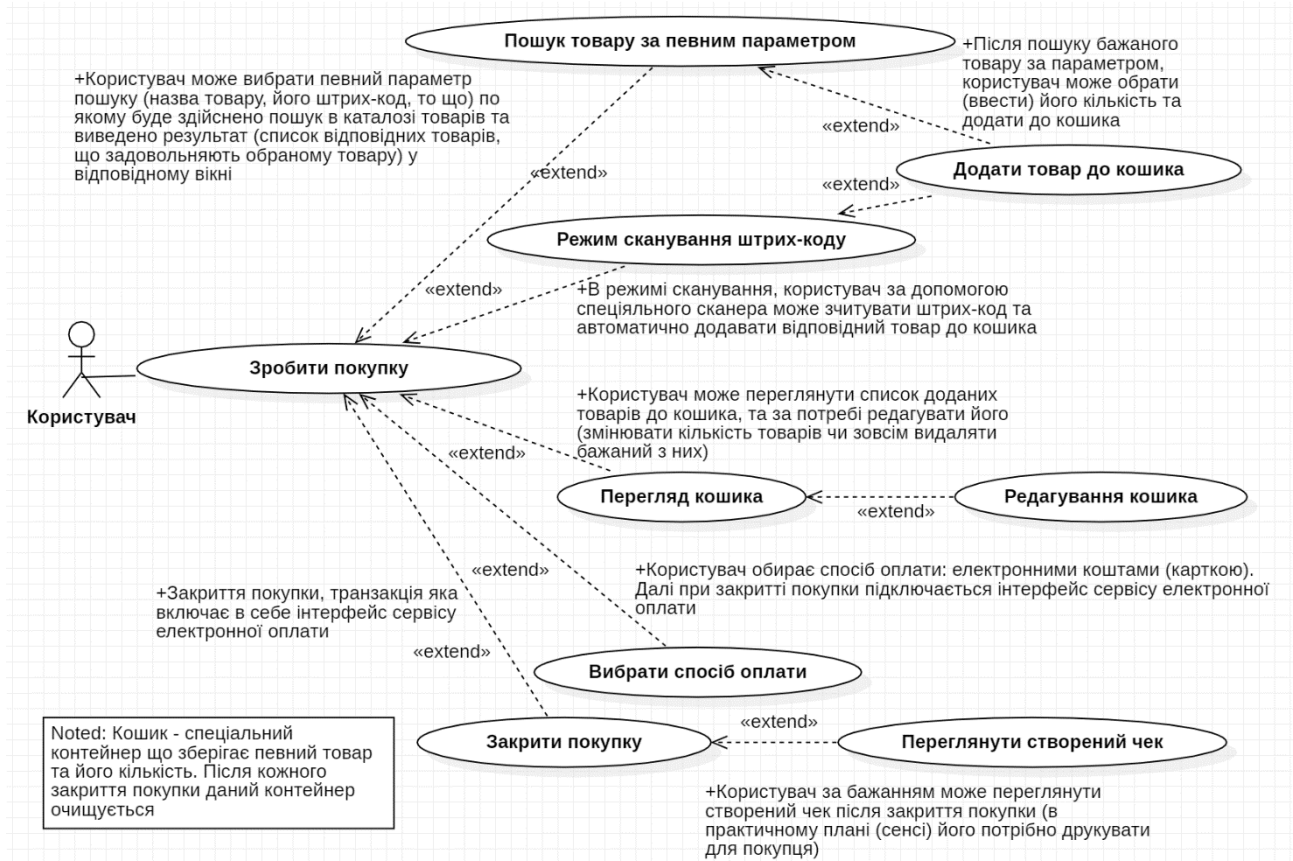 Пошук товару за певним параметром
+Після пошуку бажаного
товару за параметром,
користувач може обрати
(ввести) його кількість та
додати до кошика
+Користувач може вибрати певний параметр
пошуку (назва товару, його штрих-код, то що) по
якому буде здійснено пошук в каталозі товарів та
виведено результат (список відповідних товарів,
що задовольняють обраному товару) у
відповідному вікні
«extend»
Додати товар до кошика
«extend»
«extend»
Режим сканування штрих-коду
«extend»
+В режимі сканування, користувач за допомогою
спеціяльного сканера може зчитувати штрих-код та
автоматично додавати відповідний товар до кошика
Зробити покупку
Користувач
+Користувач може переглянути список доданих
товарів до кошика, та за потребі редагувати його
(змінювати кількість товарів чи зовсім видаляти
бажаний з них)
«extend»
Перегляд кошика
Редагування кошика
«extend»
«extend»
+Користувач обирає спосіб оплати: електронними коштами (карткою).
Далі при закритті покупки підключається інтерфейс сервісу електронної
оплати
+Закриття покупки, транзакція яка
включає в себе інтерфейс сервісу
електронної оплати
«extend»
Вибрати спосіб оплати
«extend»
Закрити покупку
Переглянути створений чек
Noted: Кошик - спеціальний
контейнер що зберігає певний товар
та його кількість. Після кожного
закриття покупки даний контейнер
очищується
+Користувач за бажанням може переглянути
створений чек після закриття покупки (в
практичному плані (сенсі) його потрібно друкувати
для покупця)